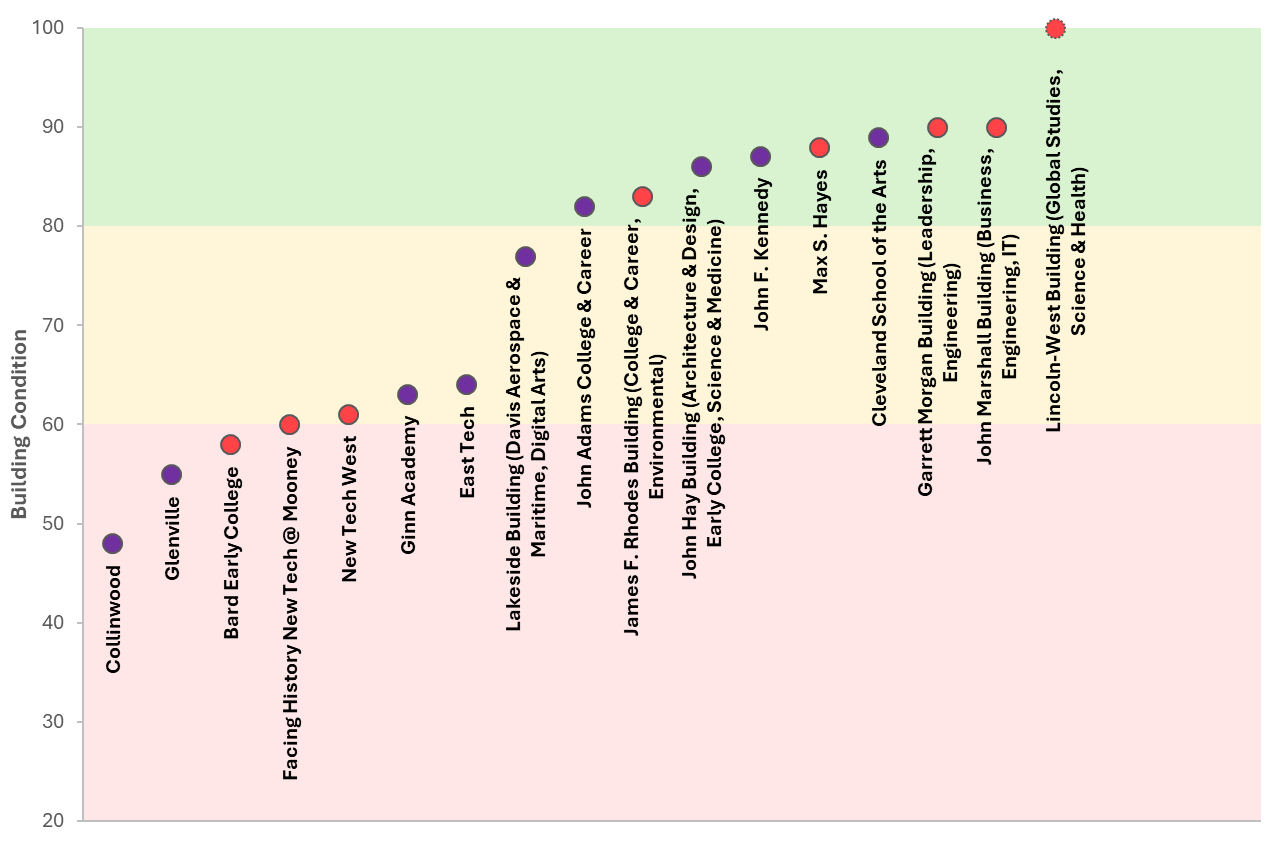 100
90
80
70
60
50
40
30
20
Building Condition
Collinwood
Glenville
Bard Early College
Facing History New Tech @ Mooney
New Tech West
Ginn Academy
East Tech
Lakeside Building (Davis Aerospace &
Maritime, Digital Arts)
John Adams College & Career
James F. Rhodes Building (College & Career,
Environmental)
John Hay Building (Architecture & Design,
Early College, Science & Medicine)
John F. Kennedy
Max S. Hayes
Cleveland School of the Arts
Garrett Morgan Building (Leadership,
Engineering)
John Marshall Building (Business,
Engineering, IT)
Lincoln-West Building (Global Studies,
Science & Health)